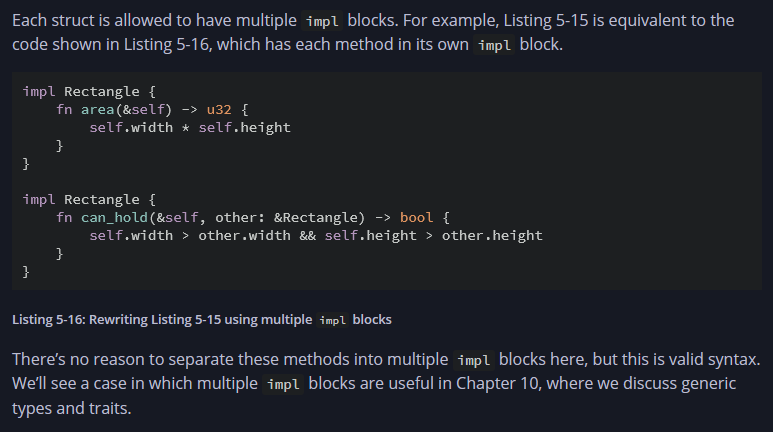 Each struct is allowed to have multiple impl blocks. For example, Listing 5-15 is equivalent to the
code shown in Listing 5-16, which has each method in its own impl block.
impl Rectangle {
    fn area(&self) -> u32 {
        self.width * self.height
    }
}

impl Rectangle {
    fn can_hold(&self, other: &Rectangle) -> bool {
        self.width > other.width && self.height > other.height
    }
}
Listing 5-16: Rewriting Listing 5-15 using multiple impl blocks
There’s no reason to separate these methods into multiple impl blocks here, but this is valid syntax.
We’ll see a case in which multiple impl blocks are useful in Chapter 10, where we discuss generic
types and traits.